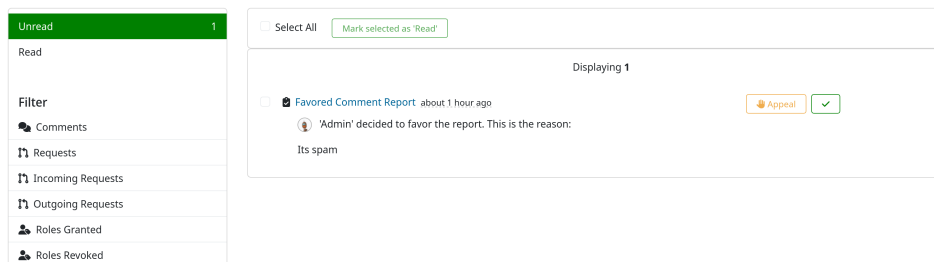 Unread 1
Read
Filter
Comments
Requests
Incoming Requests
Outgoing Requests
Roles Granted
Roles Revoked
Select All Mark selected as 'Read'
Displaying 1
Favored Comment Report about 1 hour ago Appeal
'Admin' decided to favor the report. This is the reason:
Its spam